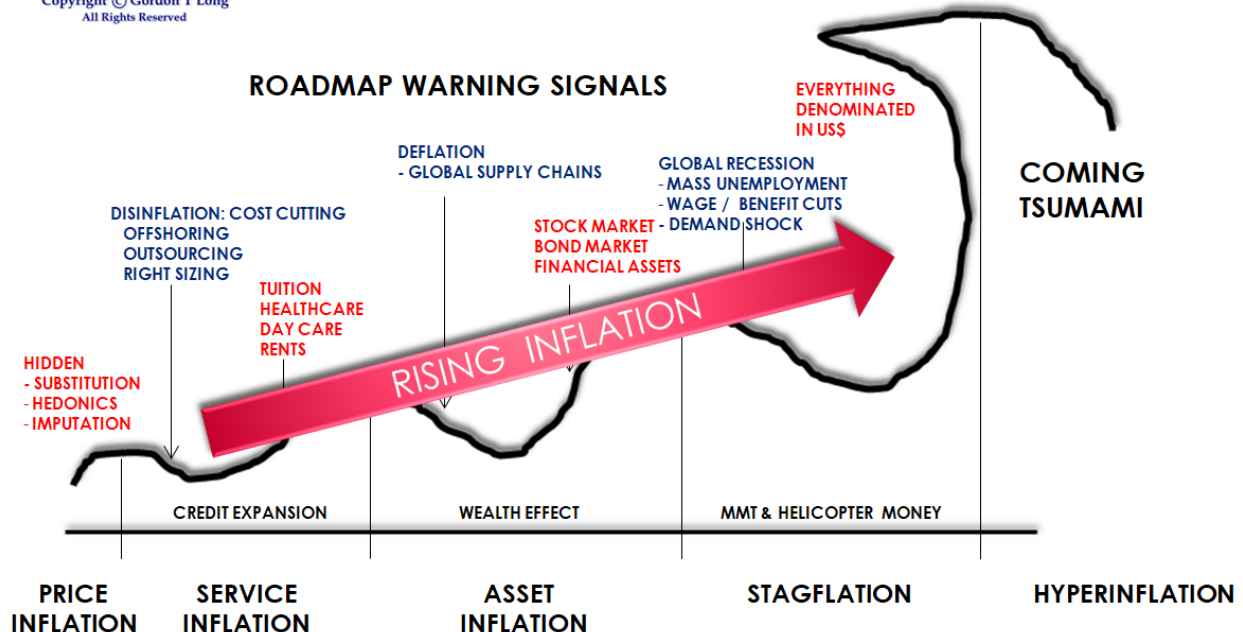 Copyright © Gordon T Long
All Rights Reserved
ROADMAP WARNING SIGNALS
EVERYTHING
DENOMINATED
IN US$
DEFLATION
- GLOBAL SUPPLY CHAINS
GLOBAL RECESSION
- MASS UNEMPLOYMENT
- WAGE / BENEFIT CUTS
- DEMAND SHOCK
COMING
TSUMAMI
DISINFLATION: COST CUTTING
OFFSHORING
OUTSOURCING
RIGHT SIZING
STOCK MARKET
BOND MARKET
FINANCIAL ASSETS
TUITION
HEALTHCARE
DAY CARE
RENTS
RISING INFLATION
HIDDEN
- SUBSTITUTION
- HEDONICS
- IMPUTATION
CREDIT EXPANSION
WEALTH EFFECT
MMT & HELICOPTER MONEY
PRICE
INFLATION
SERVICE
INFLATION
ASSET
INFLATION
STAGFLATION
HYPERINFLATION